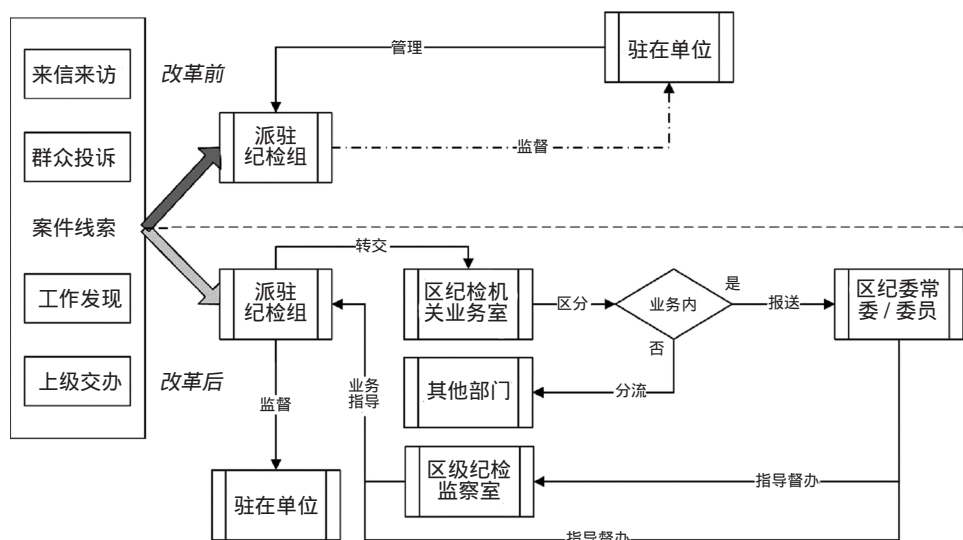 来信来访
改革前
管理
驻在单位
群众投诉
派驻
纪检组
监督
案件线索
转交
工作发现
派驻
纪检组
区纪检机
关业务室
区分
业务内
是
报送
区纪委常
委/委员
否
上级交办
改革后
监督
业务
指导
其他部门
分流
驻在单位
区级纪检
监察室
指导督办
指导督办